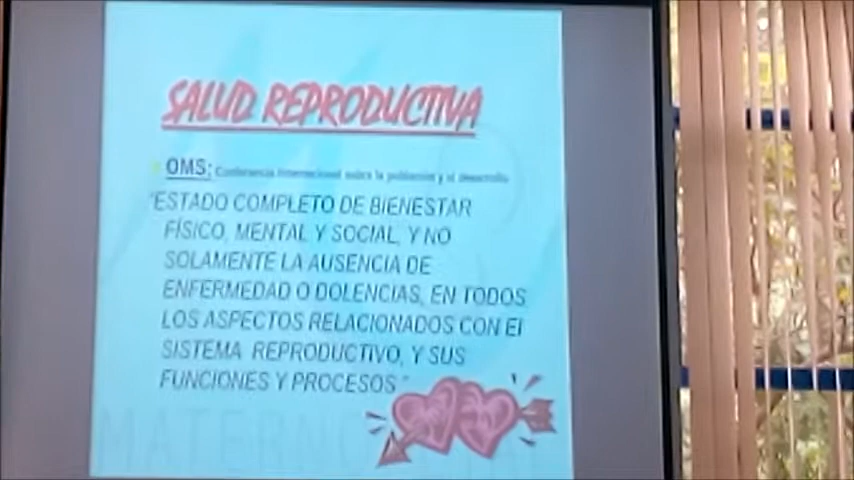 SALUD REPRODUCTIVA
OMS: Conferencia Internacional sobre la poblacion y el desarrollo
"ESTADO COMPLETO DE BIENESTAR
FÍSICO, MENTAL Y SOCIAL, Y NO
SOLAMENTE LA AUSENCIA DE
ENFERMEDAD O DOLENCIAS, EN TODOS
LOS ASPECTOS RELACIONADOS CON El
SISTEMA REPRODUCTIVO, Y SUS
FUNCIONES Y PROCESOS "